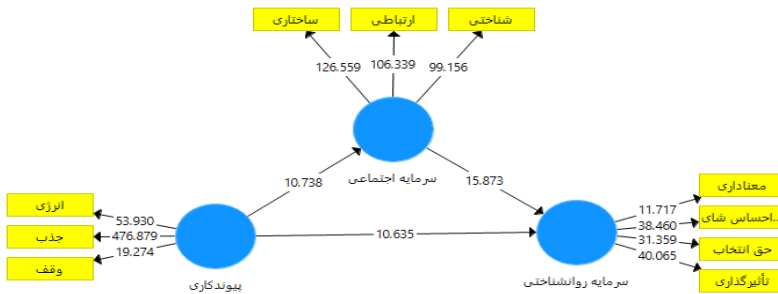 ساختاری
ارتباطی
شناختی
126.559
106.339
99.156
سرمایه اجتماعی
10.738
15.873
انرژی
جذب
وقف
53.930
476.879
19.274
پیوندکاری
10.635
سرمایه روانشناختی
11.717
38.460
31.359
40.065
معناداری
احساس شای..
حق انتخاب
تأثیرگذاری